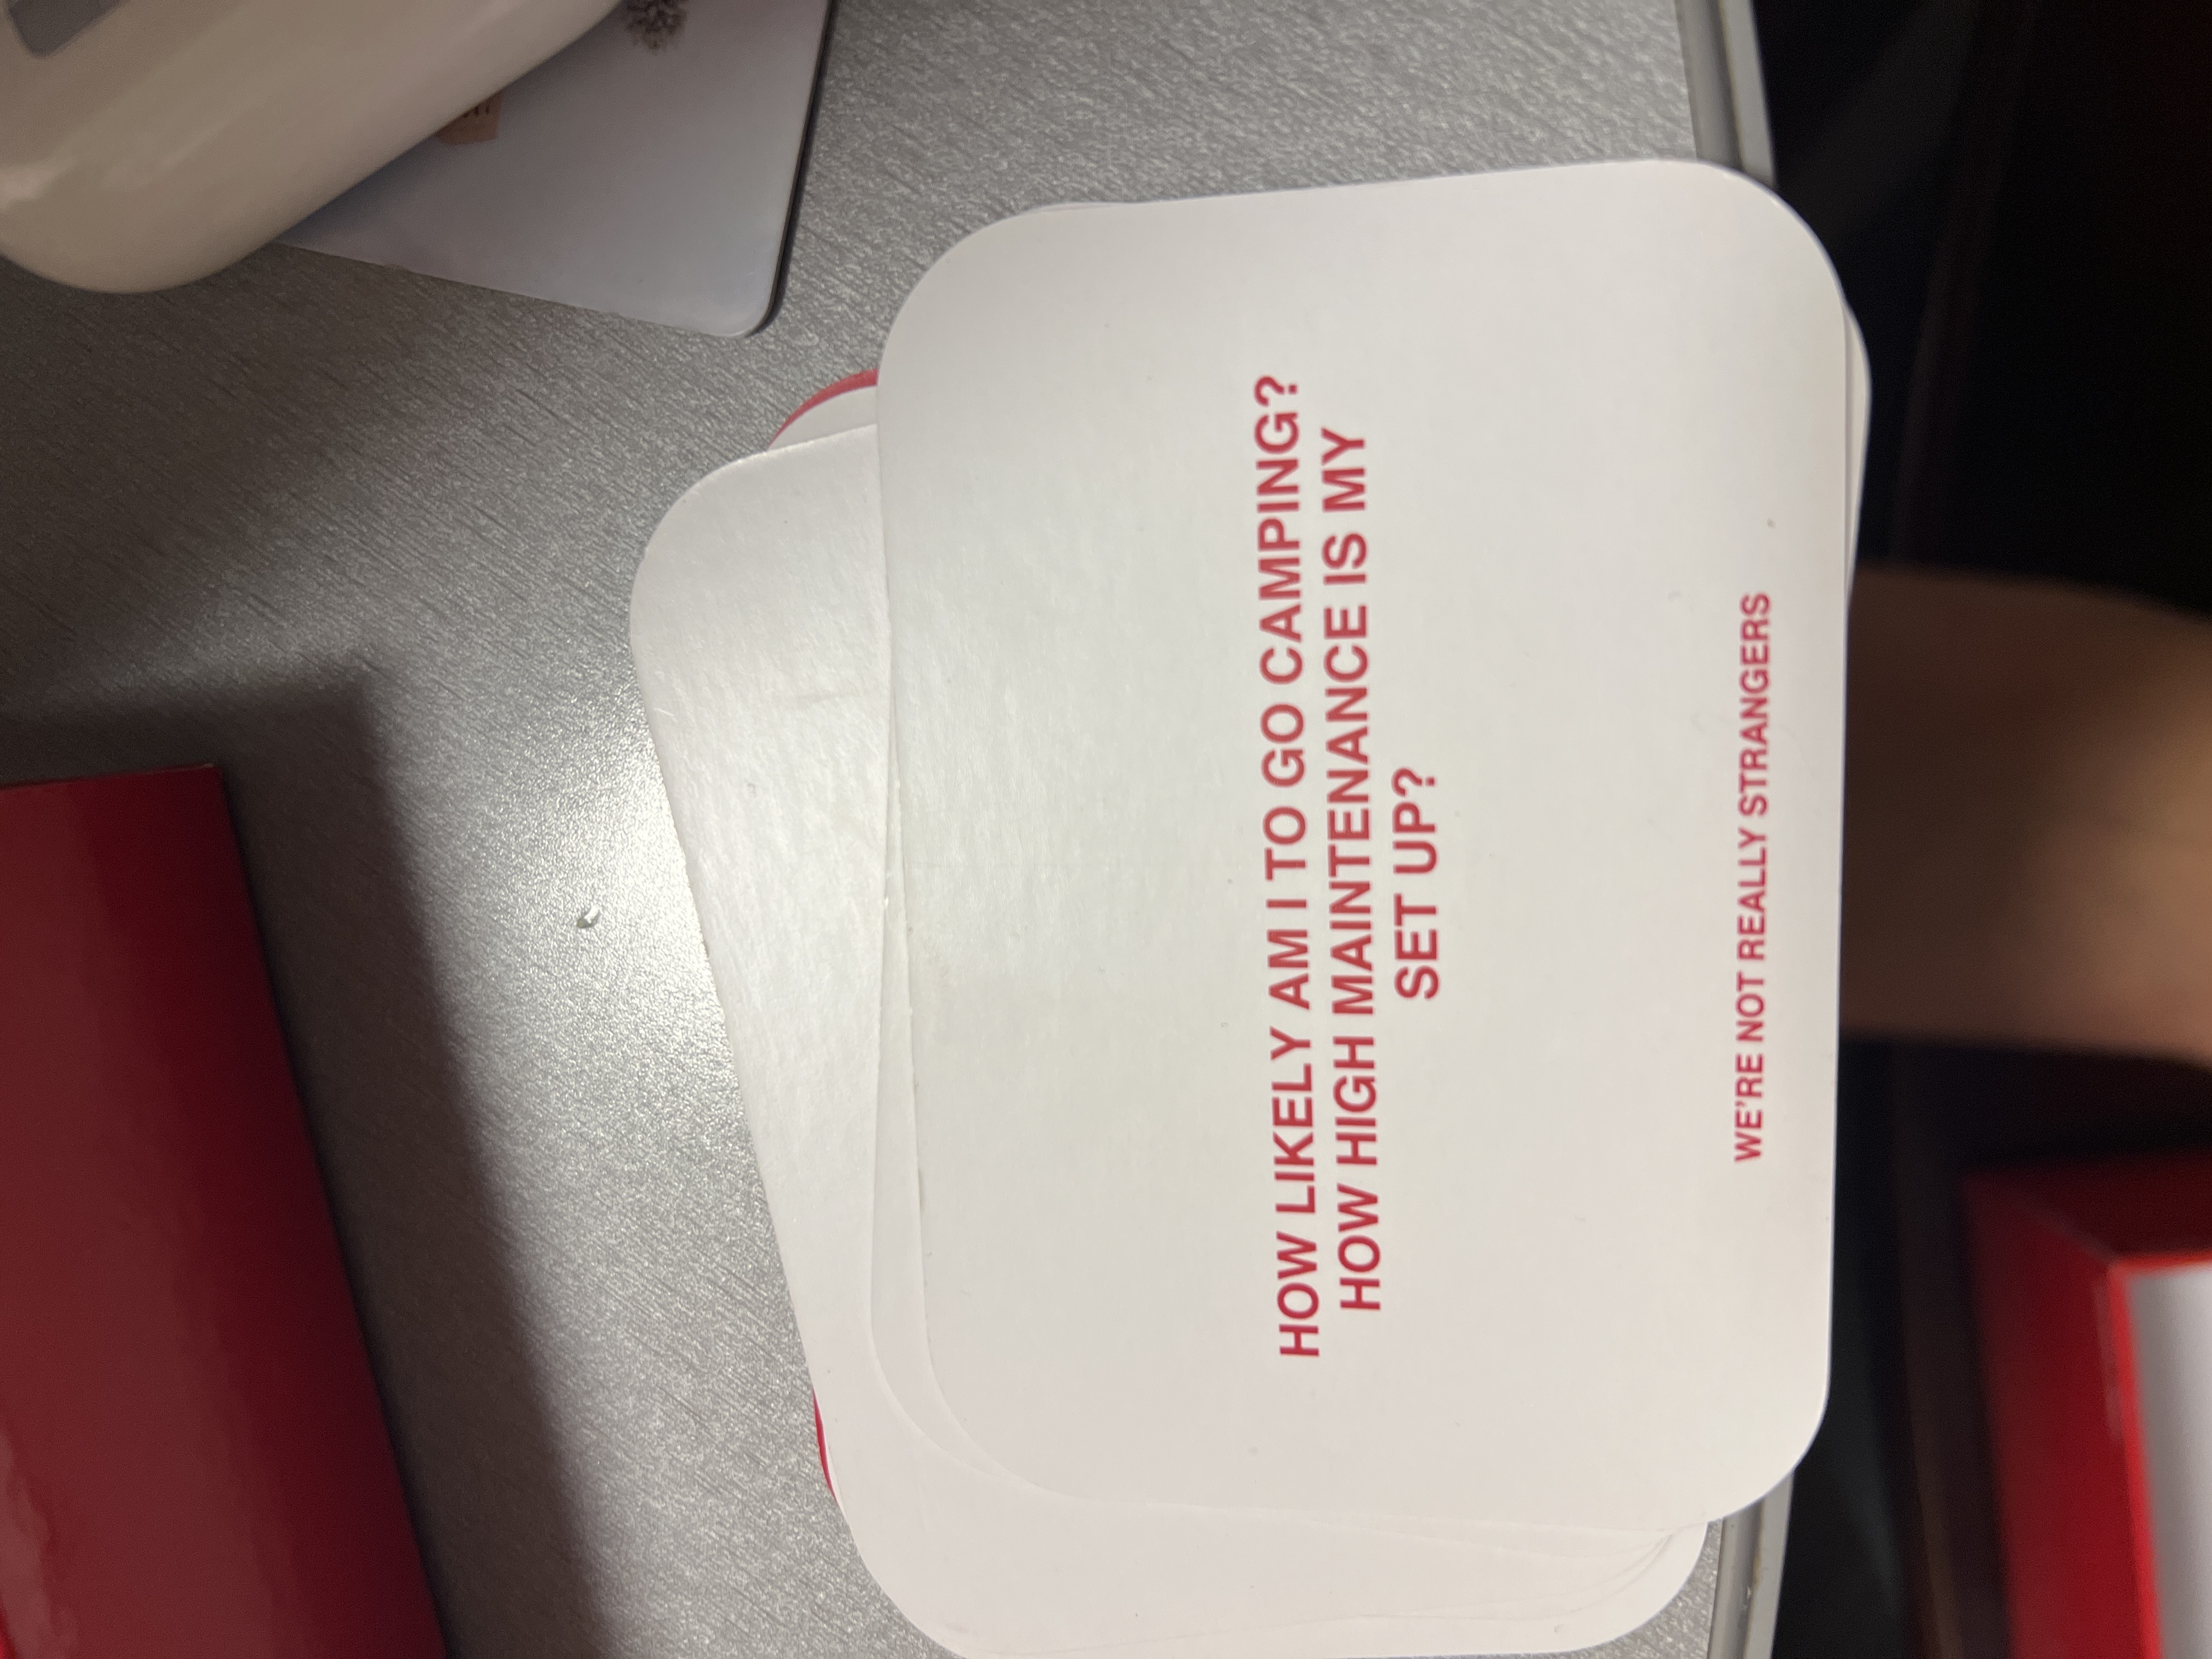 HOW LIKELY AM I TO GO CAMPING?
HOW HIGH MAINTENANCE IS MY
SET UP?
WE'RE NOT REALLY STRANGERS